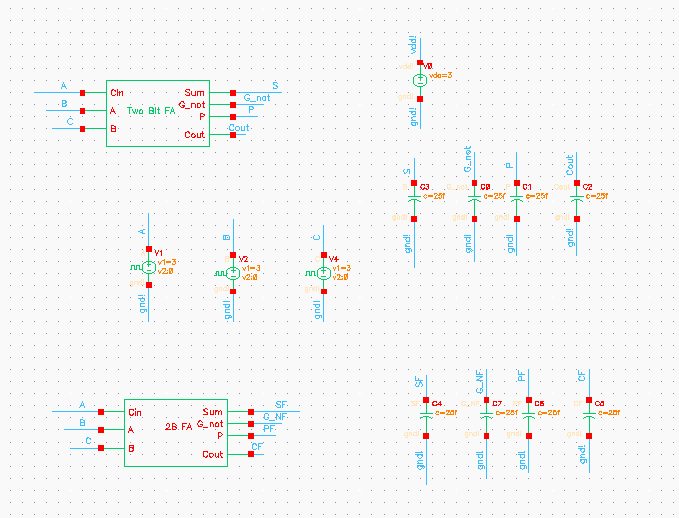 vdd!
V0
vdc=3
gnd!
A
Cin
Sum
S
G_not
G_not
B
A
Two Bit FA
P
P
C
B
Cout
Cout
S
G_not
P
Cout
C3
c=25f
C0
c=25f
C1
c=25f
C2
c=25f
gnd!
gnd!
gnd!
gnd!
A
B
C
V1
v1=3
v2:0
V2
v1=3
v2:0
V4
v1=3
v2:0
gnd!
gnd!
gnd!
SF
G_NF
PF
CF
A
Cin
Sum
SF
G_not
G_NF
B
A
2B FA
P
PF
C
B
Cout
CF
C4
c=25f
C7
c=25f
c=25f
c=25f
gnd!
gnd!
gnd!
gnd!